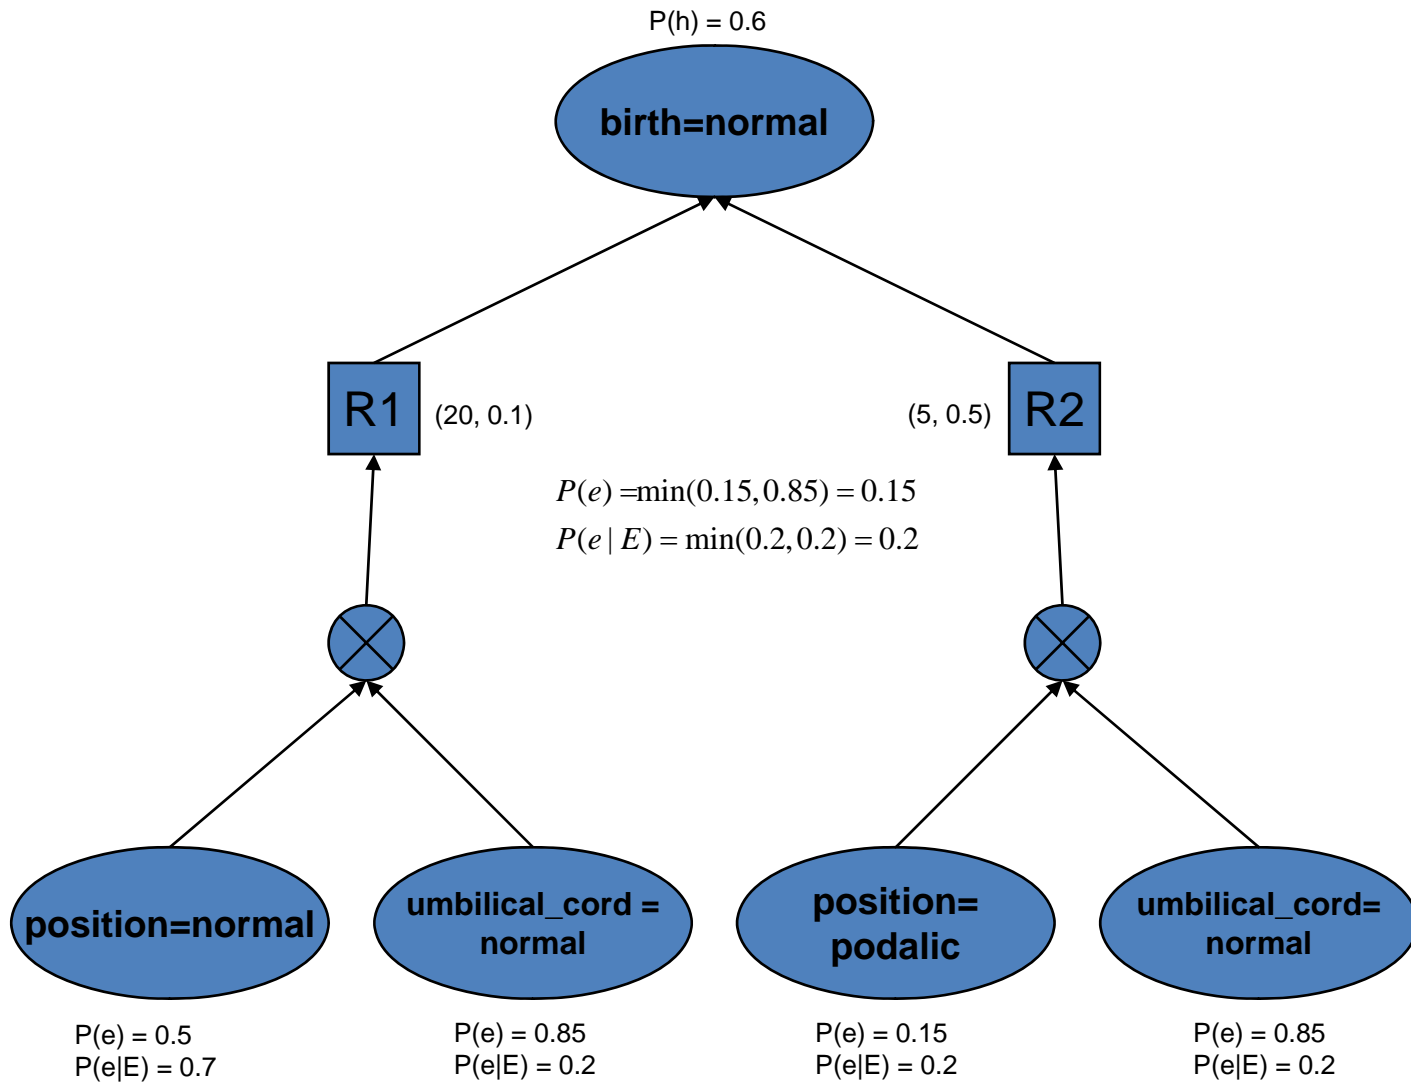 P(h) = 0.6
birth=normal
R1
(20, 0.1)
(5, 0.5)
R2
P(e) =min(0.15,0.85) = 0.15
P(e | E) = min(0.2,0.2) = 0.2
position=normal
umbilical_cord =
normal
position=
podalic
umbilical_cord=
normal
P(e) = 0.5
P(e|E) = 0.7
P(e) = 0.85
P(e|E) = 0.2
P(e) = 0.15
P(e|E) = 0.2
P(e) = 0.85
P(e|E) = 0.2